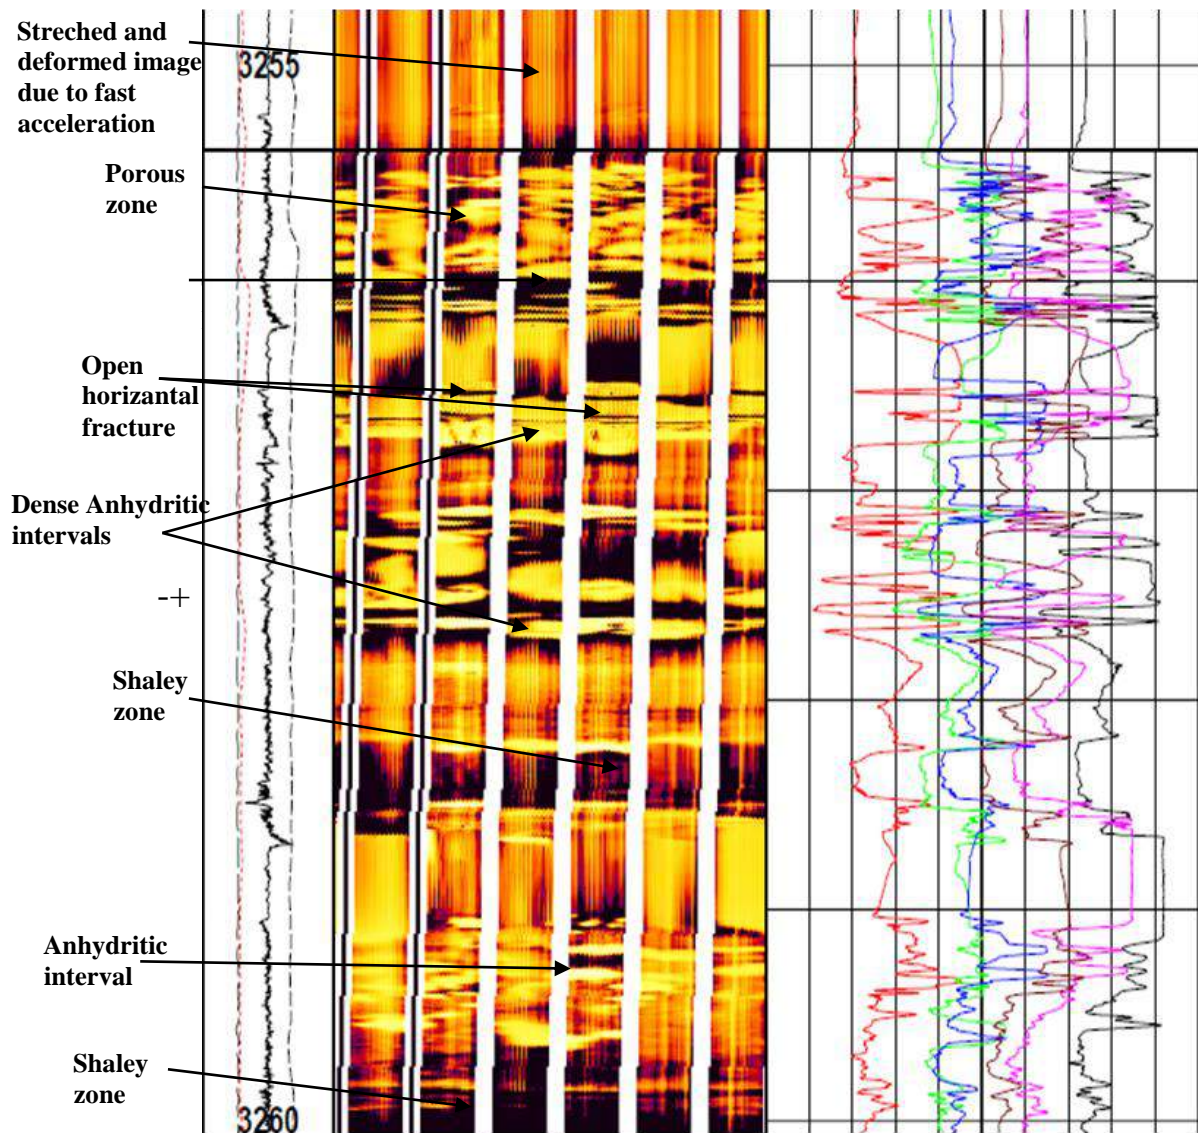 Streched and
deformed image
due to fast
acceleration
3255
Porous
zone
Open
horizantal
fracture
Dense Anhydritic
intervals
-+
Shaley
zone
Anhydritic
interval
Shaley
zone
3260